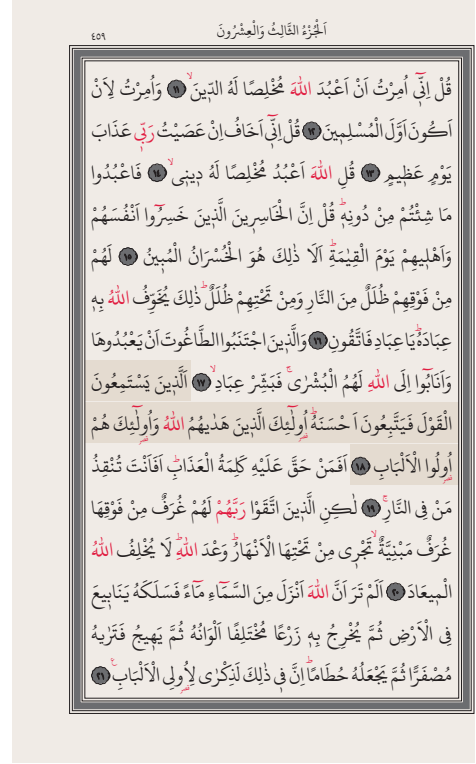 ٤٥٩
اَلْجُزْءُ الثَّالِثُ وَالْعِشْرُونَ
قُلْ اِنّ۪ٓي اُمِرْتُ اَنْ اَعْبُدَ اللّٰهَ مُخْلِصًا لَهُ الدّ۪ينَۙ ﴿١١﴾ وَاُمِرْتُ لِاَنْ
اَكُونَ اَوَّلَ الْمُسْلِم۪ينَ ﴿١٢﴾ قُلْ اِنّ۪ٓي اَخَافُ اِنْ عَصَيْتُ رَبّ۪ي عَذَابَ
يَوْمٍ عَظ۪يمٍ ﴿١٣﴾ قُلِ اللّٰهَ اَعْبُدُ مُخْلِصًا لَهُ د۪ين۪يۙ ﴿١٤﴾ فَاعْبُدُوا
مَا شِئْتُمْ مِنْ دُونِه۪ۜ قُلْ اِنَّ الْخَاسِر۪ينَ الَّذ۪ينَ خَسِرُٓوا اَنْفُسَهُمْ
وَاَهْل۪يهِمْ يَوْمَ الْقِيٰمَةِۜ اَلَا ذٰلِكَ هُوَ الْخُسْرَانُ الْمُب۪ينُ ﴿١٥﴾ لَهُمْ
مِنْ فَوْقِهِمْ ظُلَلٌ مِنَ النَّارِ وَمِنْ تَحْتِهِمْ ظُلَلٌۜ ذٰلِكَ يُخَوِّفُ اللّٰهُ بِه۪
عِبَادَهُۜ يَا عِبَادِ فَاتَّقُونِ ﴿١٦﴾ وَالَّذ۪ينَ اجْتَنَبُوا الطَّاغُوتَ اَنْ يَعْبُدُوهَا
وَاَنَابُٓوا اِلَى اللّٰهِ لَهُمُ الْبُشْرٰىۚ فَبَشِّرْ عِبَادِۙ ﴿١٧﴾ اَلَّذ۪ينَ يَسْتَمِعُونَ
الْقَوْلَ فَيَتَّبِعُونَ اَحْسَنَهُۜ اُو۬لٰٓئِكَ الَّذ۪ينَ هَدٰيهُمُ اللّٰهُ وَاُو۬لٰٓئِكَ هُمْ
اُو۬لُوا الْاَلْبَابِ ﴿١٨﴾ اَفَمَنْ حَقَّ عَلَيْهِ كَلِمَةُ الْعَذَابِۜ اَفَاَنْتَ تُنْقِذُ
مَنْ فِي النَّارِۚ ﴿١٩﴾ لٰكِنِ الَّذ۪ينَ اتَّقَوْا رَبَّهُمْ لَهُمْ غُرَفٌ مِنْ فَوْقِهَا
غُرَفٌ مَبْنِيَّةٌۙ تَجْر۪ي مِنْ تَحْتِهَا الْاَنْهَارُۜ وَعْدَ اللّٰهِۜ لَا يُخْلِفُ اللّٰهُ
الْم۪يعَادَ ﴿٢٠﴾ اَلَمْ تَرَ اَنَّ اللّٰهَ اَنْزَلَ مِنَ السَّمَٓاءِ مَٓاءً فَسَلَكَهُ يَنَاب۪يعَ
فِي الْاَرْضِ ثُمَّ يُخْرِجُ بِه۪ زَرْعًا مُخْتَلِفًا اَلْوَانُهُ ثُمَّ يَه۪يجُ فَتَرٰيهُ
مُصْفَرًّا ثُمَّ يَجْعَلُهُ حُطَامًاۜ اِنَّ ف۪ي ذٰلِكَ لَذِكْرٰى لِاُو۬لِي الْاَلْبَابِ۟ ﴿٢١﴾